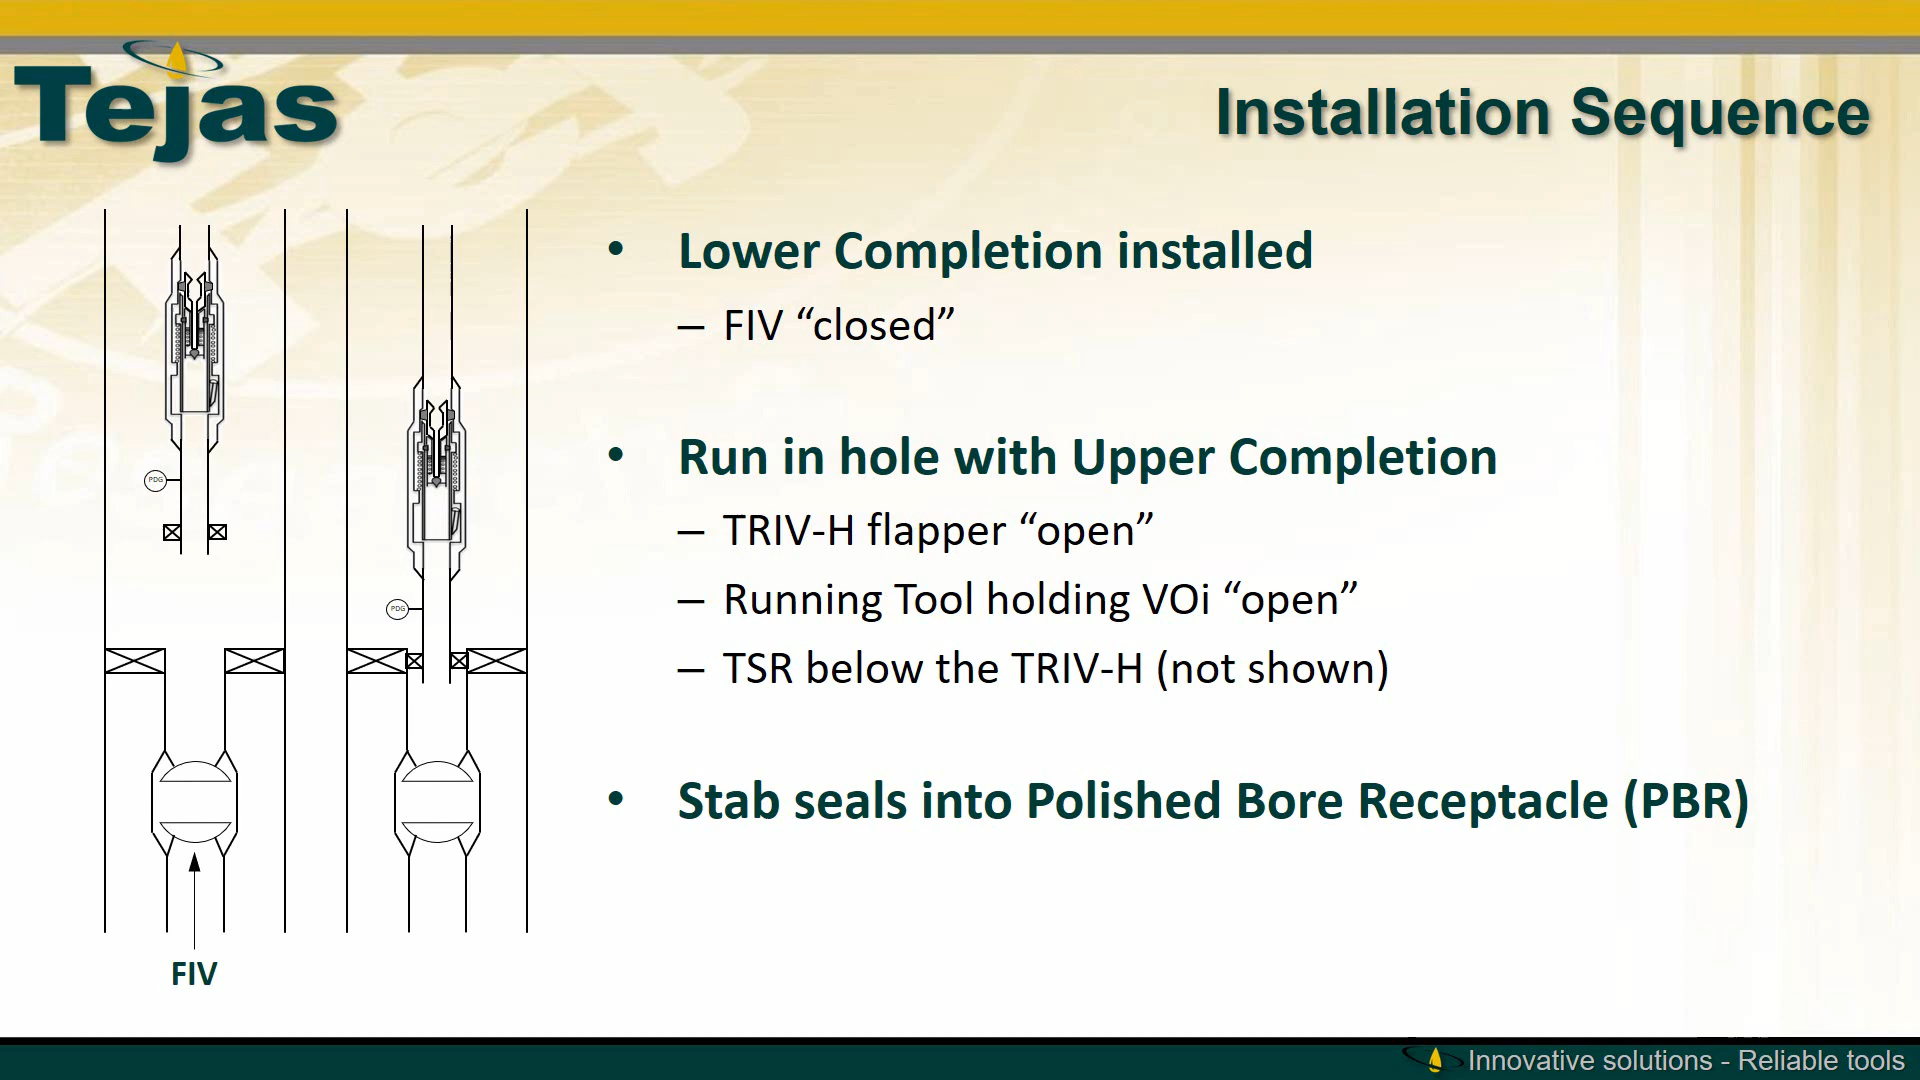 Tejas
Installation Sequence
• Lower Completion installed
– FIV “closed”
• Run in hole with Upper Completion
– TRIV-H flapper “open”
– Running Tool holding VOi “open”
– TSR below the TRIV-H (not shown)
• Stab seals into Polished Bore Receptacle (PBR)
PDG
PDG
FIV
Innovative solutions - Reliable tools